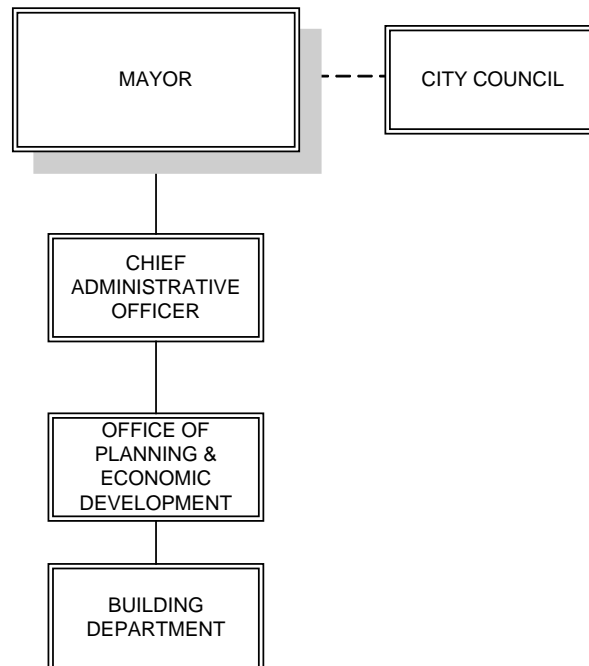 MAYOR
CITY COUNCIL
CHIEF
ADMINISTRATIVE
OFFICER
OFFICE OF
PLANNING &
ECONOMIC
DEVELOPMENT
BUILDING
DEPARTMENT